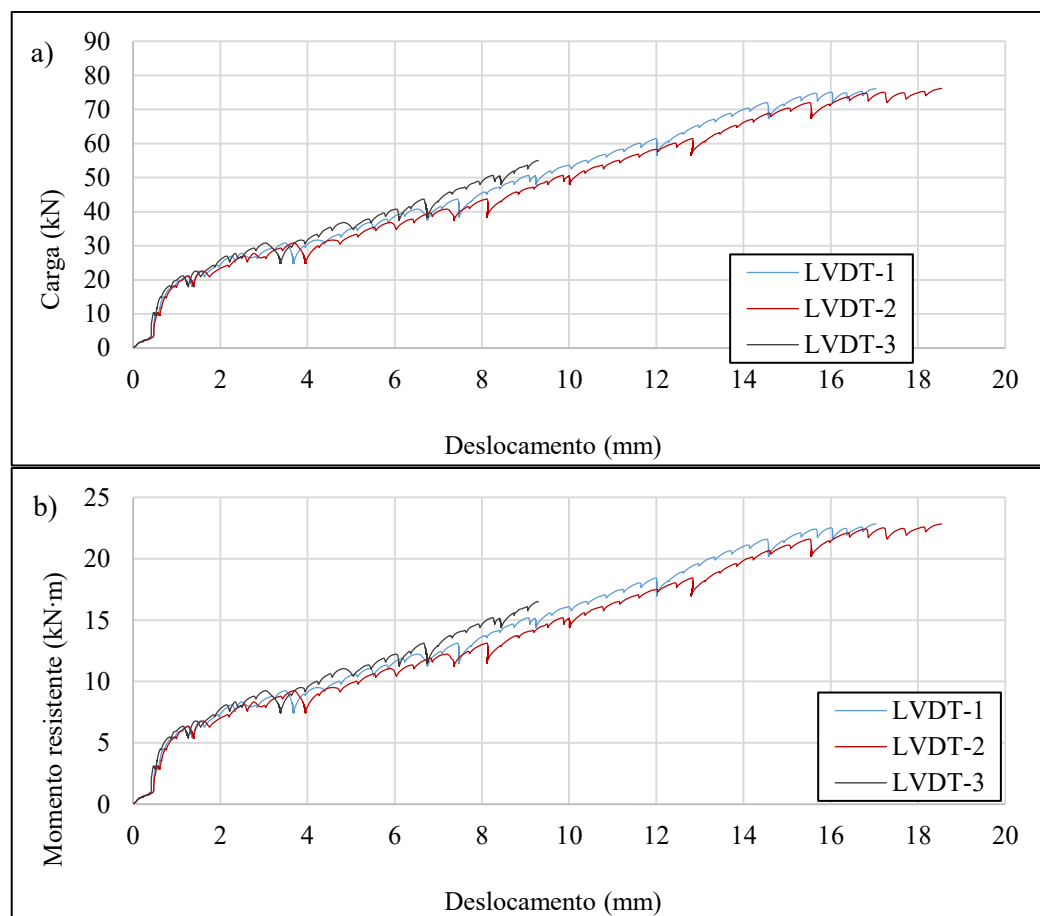 a)
90
80
70
60
50
40
30
20
10
0
Carga (kN)
0 2 4 6 8 10 12 14 16 18 20
Deslocamento (mm)
LVDT-1
LVDT-2
LVDT-3
b)
25
20
15
10
5
0
Momento resistente (kN·m)
0 2 4 6 8 10 12 14 16 18 20
Deslocamento (mm)
LVDT-1
LVDT-2
LVDT-3